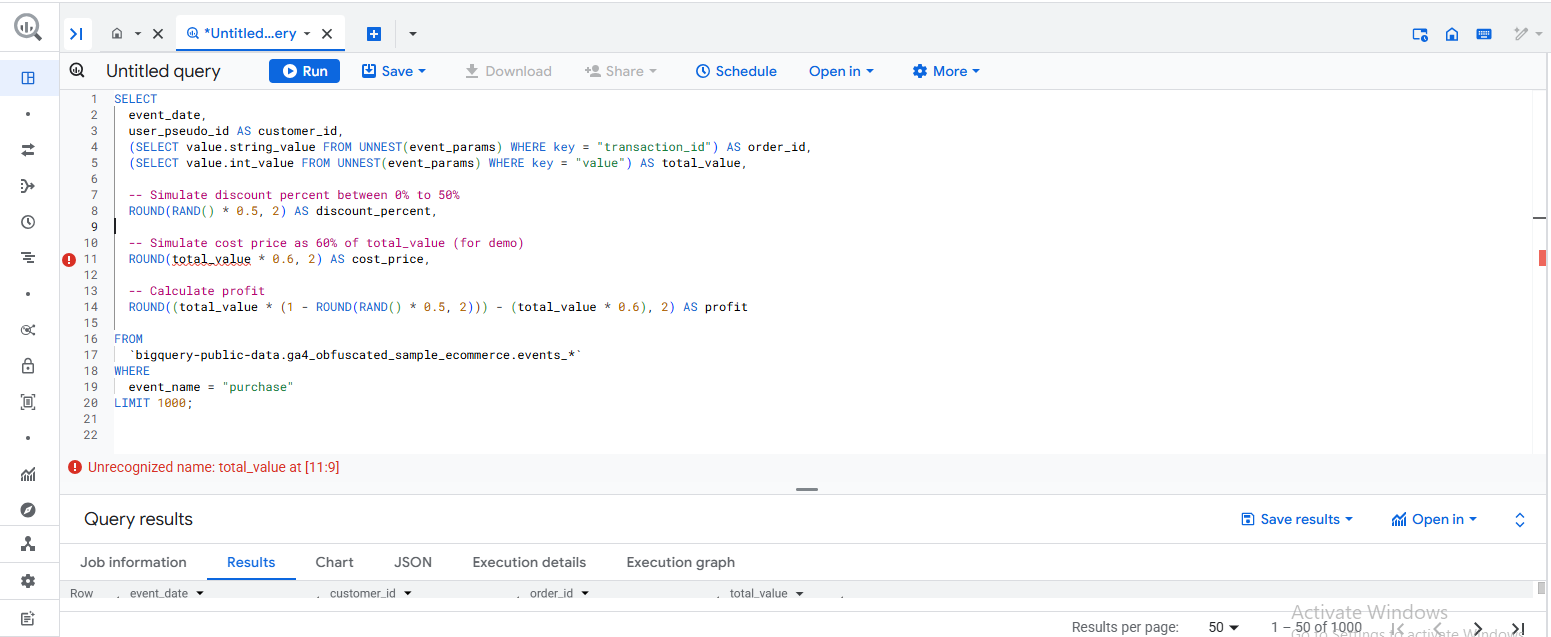 *Untitled...ery
Untitled query
Run
Save
Download
Share
Schedule
Open in
More
1 SELECT
2 event_date,
3 user_pseudo_id AS customer_id,
4 (SELECT value.string_value FROM UNNEST(event_params) WHERE key = "transaction_id") AS order_id,
5 (SELECT value.int_value FROM UNNEST(event_params) WHERE key = "value") AS total_value,
6
7 -- Simulate discount percent between 0% to 50%
8 ROUND(RAND() * 0.5, 2) AS discount_percent,
9
10 -- Simulate cost price as 60% of total_value (for demo)
11 ROUND(total_value * 0.6, 2) AS cost_price,
12
13 -- Calculate profit
14 ROUND((total_value * (1 - ROUND(RAND() * 0.5, 2))) - (total_value * 0.6), 2) AS profit
15
16 FROM
17 `bigquery-public-data.ga4_obfuscated_sample_ecommerce.events_*`
18 WHERE
19 event_name = "purchase"
20 LIMIT 1000;
21
22
Unrecognized name: total_value at [11:9]
Query results
Save results
Open in
Job information
Results
Chart
JSON
Execution details
Execution graph
Row
event_date
customer_id
order_id
total_value
Activate Windows
Results per page:
50
1 – 50 of 1000
Go to Settings to activate Windows